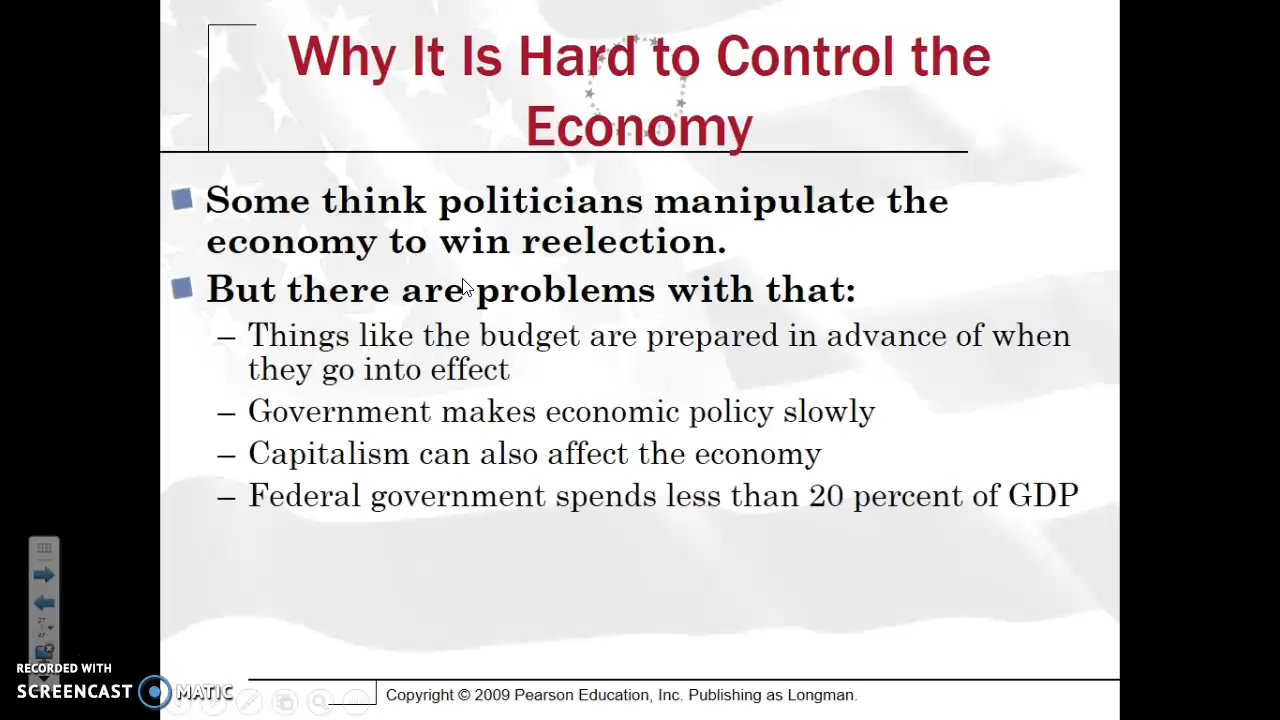 Why It Is Hard to Control the
Economy
Some think politicians manipulate the
economy to win reelection.
But there are problems with that:
– Things like the budget are prepared in advance of when
they go into effect
– Government makes economic policy slowly
– Capitalism can also affect the economy
– Federal government spends less than 20 percent of GDP
27
47
RECORDED WITH
SCREENCAST MATIC
Copyright © 2009 Pearson Education, Inc. Publishing as Longman.